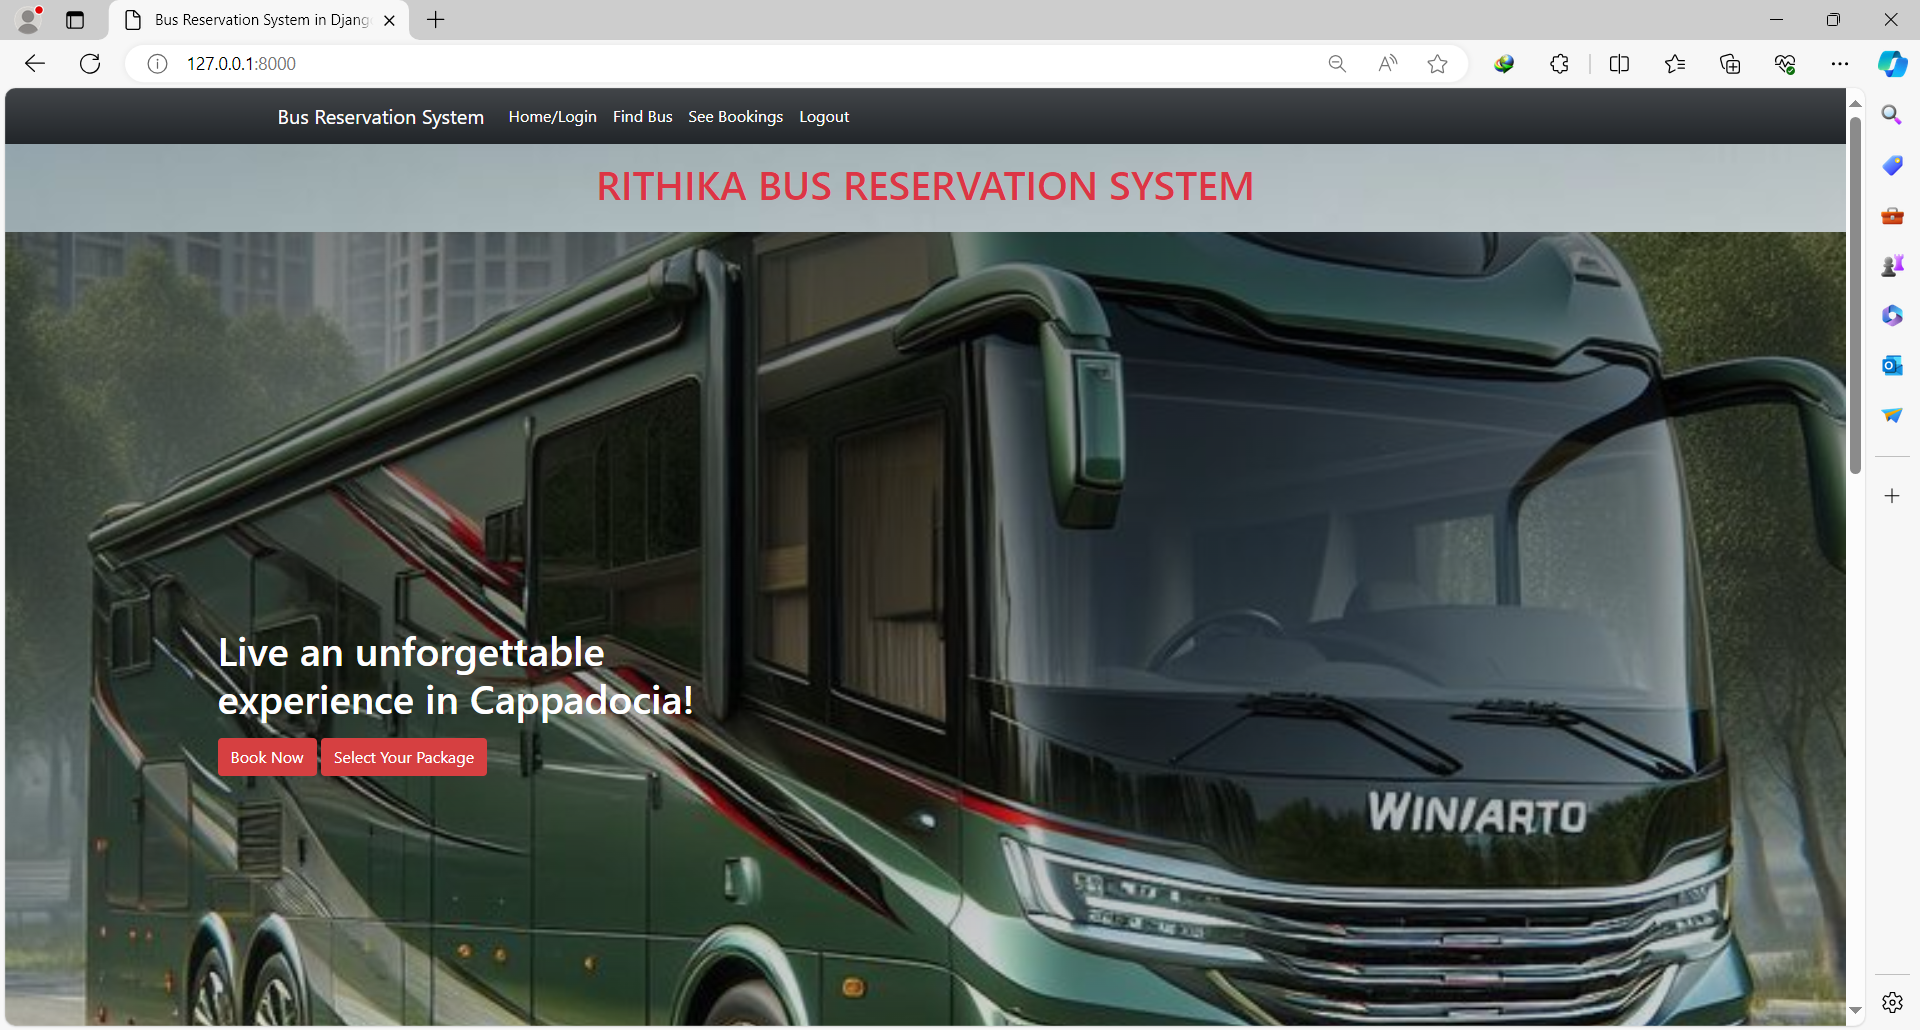 Bus Reservation System in Djang
127.0.0.1:8000
Bus Reservation System Home/Login Find Bus See Bookings Logout
RITHIKA BUS RESERVATION SYSTEM
Live an unforgettable
experience in Cappadocia!
Book Now Select Your Package
WINIARTO